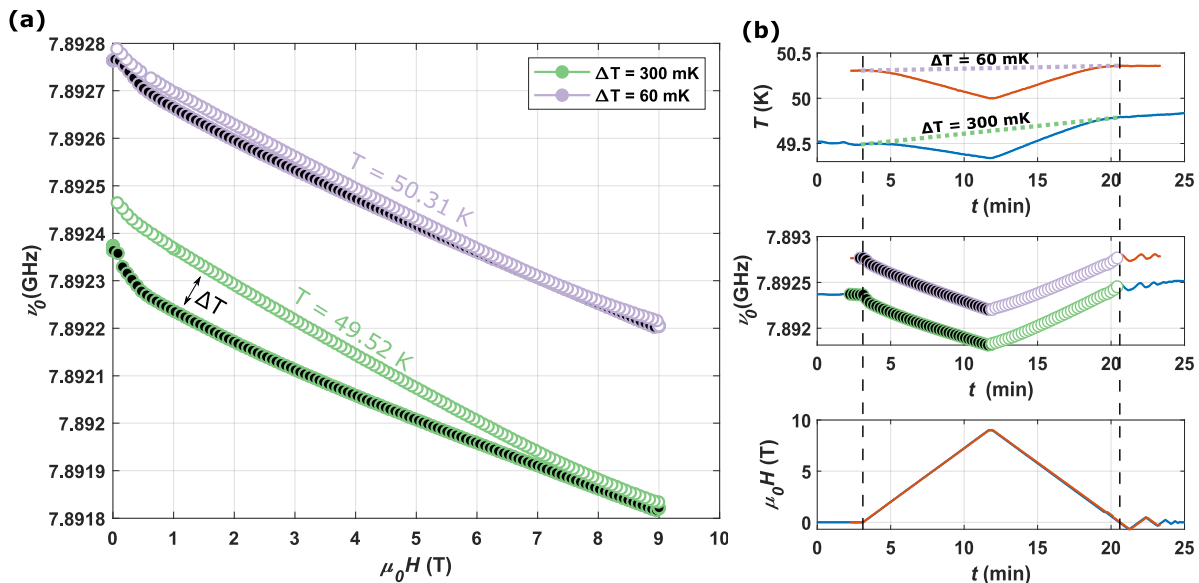 (a)
7.8928
7.8927
7.8926
7.8925
7.8924
7.8923
7.8922
7.8921
7.892
7.8919
7.8918
ν0(GHz)
0 1 2 3 4 5 6 7 8 9 10
μ0H (T)
ΔT = 300 mK
ΔT = 60 mK
T = 50.31 K
T = 49.52 K
ΔT
(b)
50.5
50
49.5
T (K)
ΔT = 60 mK
ΔT = 300 mK
0 5 10 15 20 25
t (min)
7.893
7.8925
7.892
ν0(GHz)
0 5 10 15 20 25
t (min)
10
5
0
μ0H (T)
0 5 10 15 20 25
t (min)